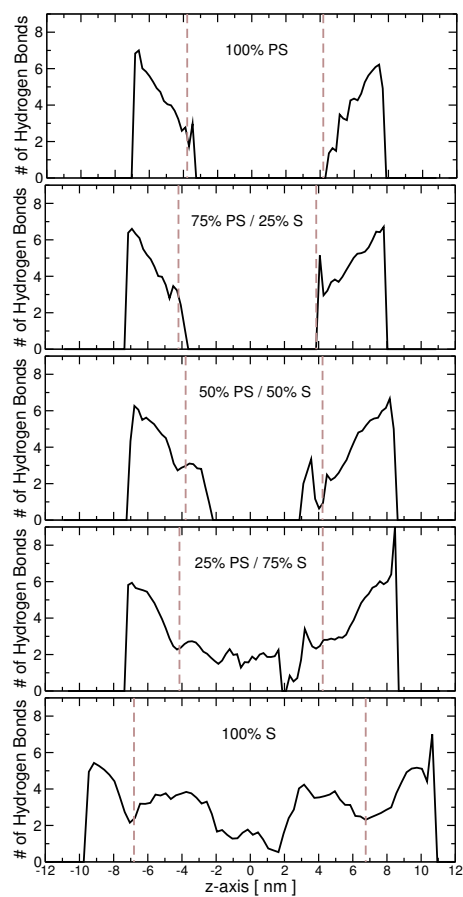 # of Hydrogen Bonds
8
6
4
2
0
100% PS
# of Hydrogen Bonds
8
6
4
2
0
75% PS / 25% S
# of Hydrogen Bonds
8
6
4
2
0
50% PS / 50% S
# of Hydrogen Bonds
8
6
4
2
0
25% PS / 75% S
# of Hydrogen Bonds
8
6
4
2
0
100% S
-12 -10 -8 -6 -4 -2 0 2 4 6 8 10 12
z-axis [ nm ]